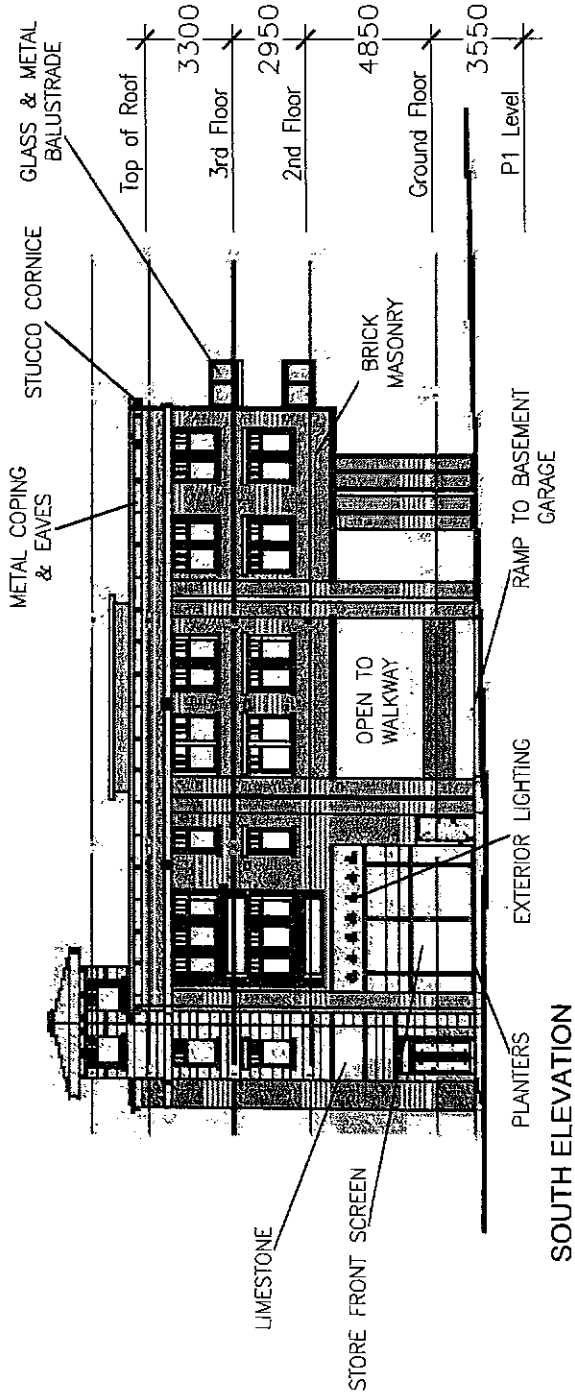 METAL COPING
& EAVES
STUCCO CORNICE
GLASS & METAL
BALUSTRADE
Top of Roof
3300
3rd Floor
2950
2nd Floor
4850
Ground Floor
3550
P1 Level
LIMESTONE
STORE FRONT SCREEN
OPEN TO
WALKWAY
BRICK
MASONRY
PLANTERS
EXTERIOR LIGHTING
RAMP TO BASEMENT
GARAGE
SOUTH ELEVATION